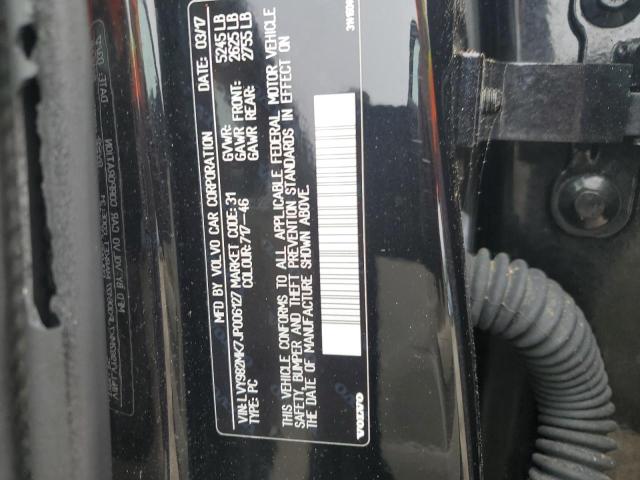 MFD BY VOLVO CAR CORPORATION DATE: 03/17
VIN: LVY982MK7JP006127 GVWR: 5245 LB
MARKET CODE: 31 GAWR FRONT: 2625 LB
TYPE: PC COLOUR: 717-46 GAWR REAR: 2755 LB
THIS VEHICLE CONFORMS TO ALL APPLICABLE FEDERAL MOTOR VEHICLE
SAFETY, BUMPER AND THEFT PREVENTION STANDARDS IN EFFECT ON
THE DATE OF MANUFACTURE SHOWN ABOVE.
VOLVO